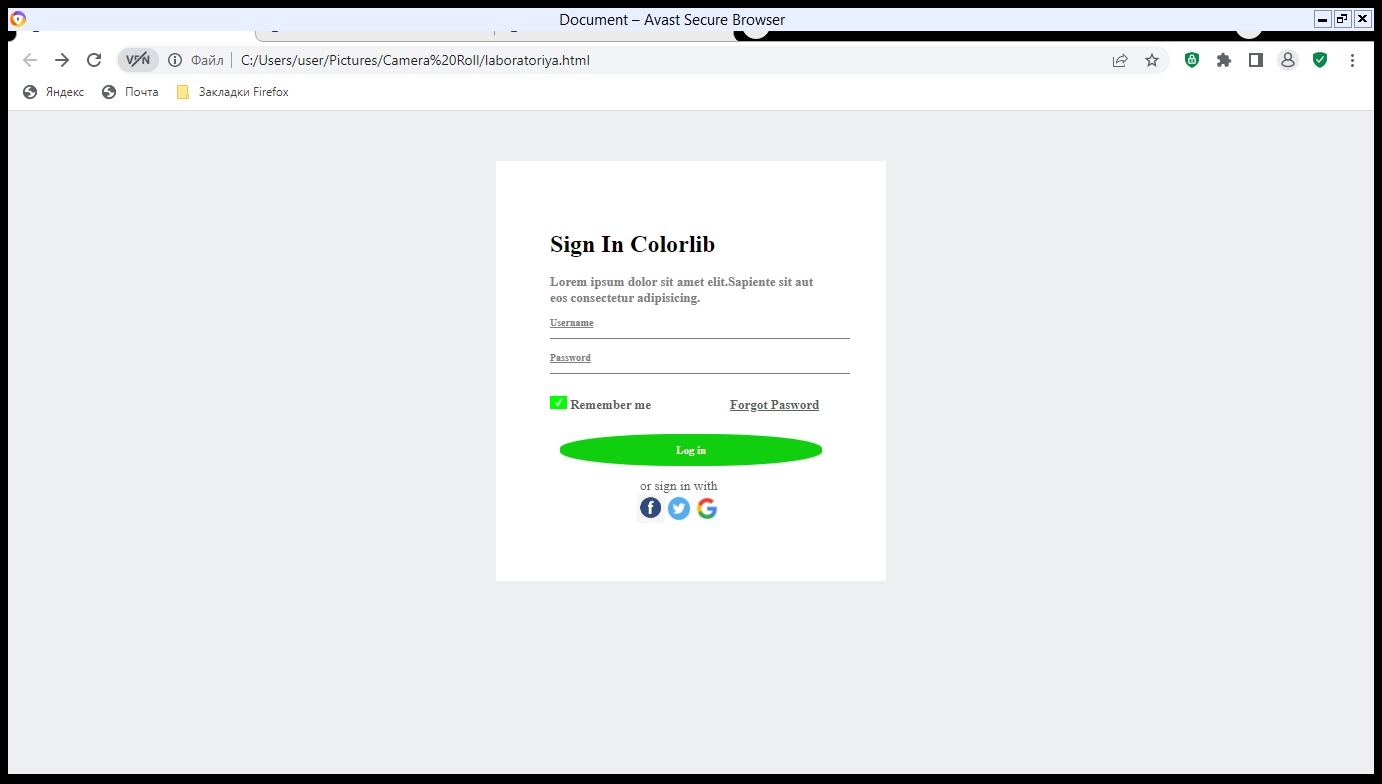 Document – Avast Secure Browser
VPN Файл C:/Users/user/Pictures/Camera%20Roll/laboratoriya.html
Яндекс Почта Закладки Firefox
Sign In Colorlib
Lorem ipsum dolor sit amet elit.Sapiente sit aut
eos consectetur adipisicing.
Username
Password
Remember me Forgot Pasword
Log in
or sign in with